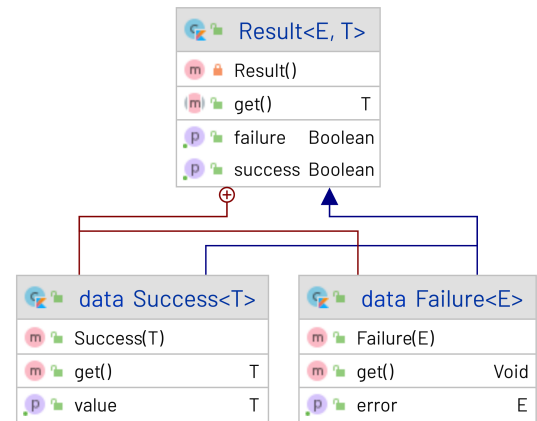 Result<E, T>
m Result()
(m) get() T
p failure Boolean
p success Boolean
data Success<T>
m Success(T)
m get() T
p value T
data Failure<E>
m Failure(E)
m get() Void
p error E